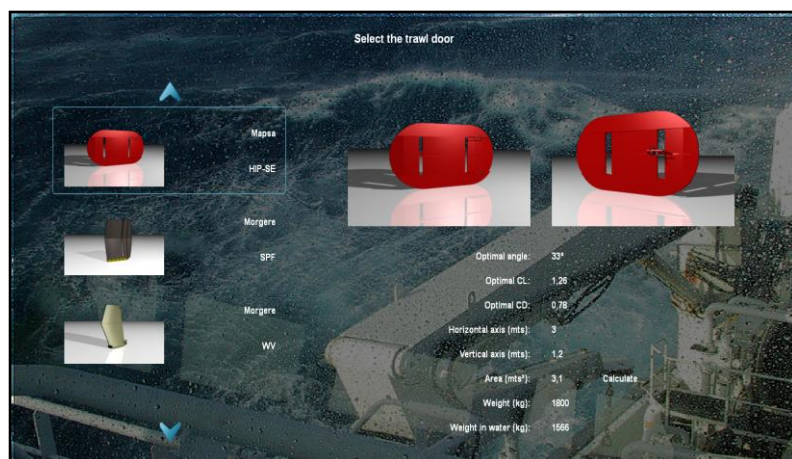 Select the trawl door
Mapsa
HIP-SE
Morgere
SPF
Morgere
WV
Optimal angle: 33º
Optimal CL: 1,26
Optimal CD: 0,78
Horizontal axis (mts): 3
Vertical axis (mts): 1,2
Area (mts²): 3,1 Calculate
Weight (kg): 1800
Weight in water (kg): 1566